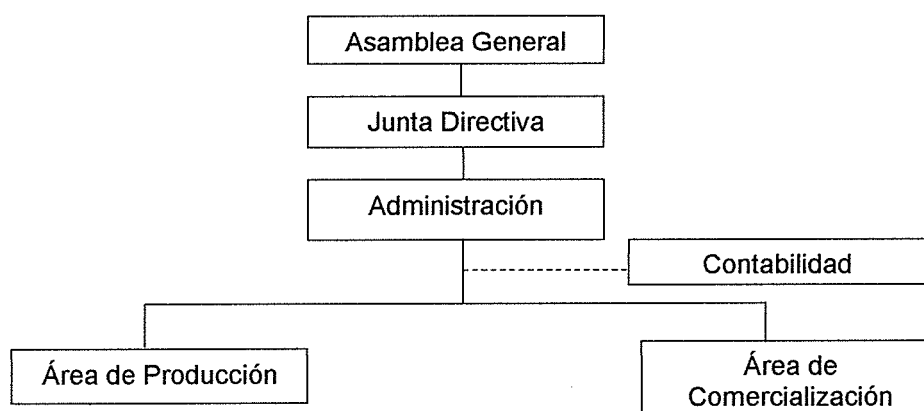 Asamblea General
Junta Directiva
Administración
Contabilidad
Área de Producción
Área de
Comercialización